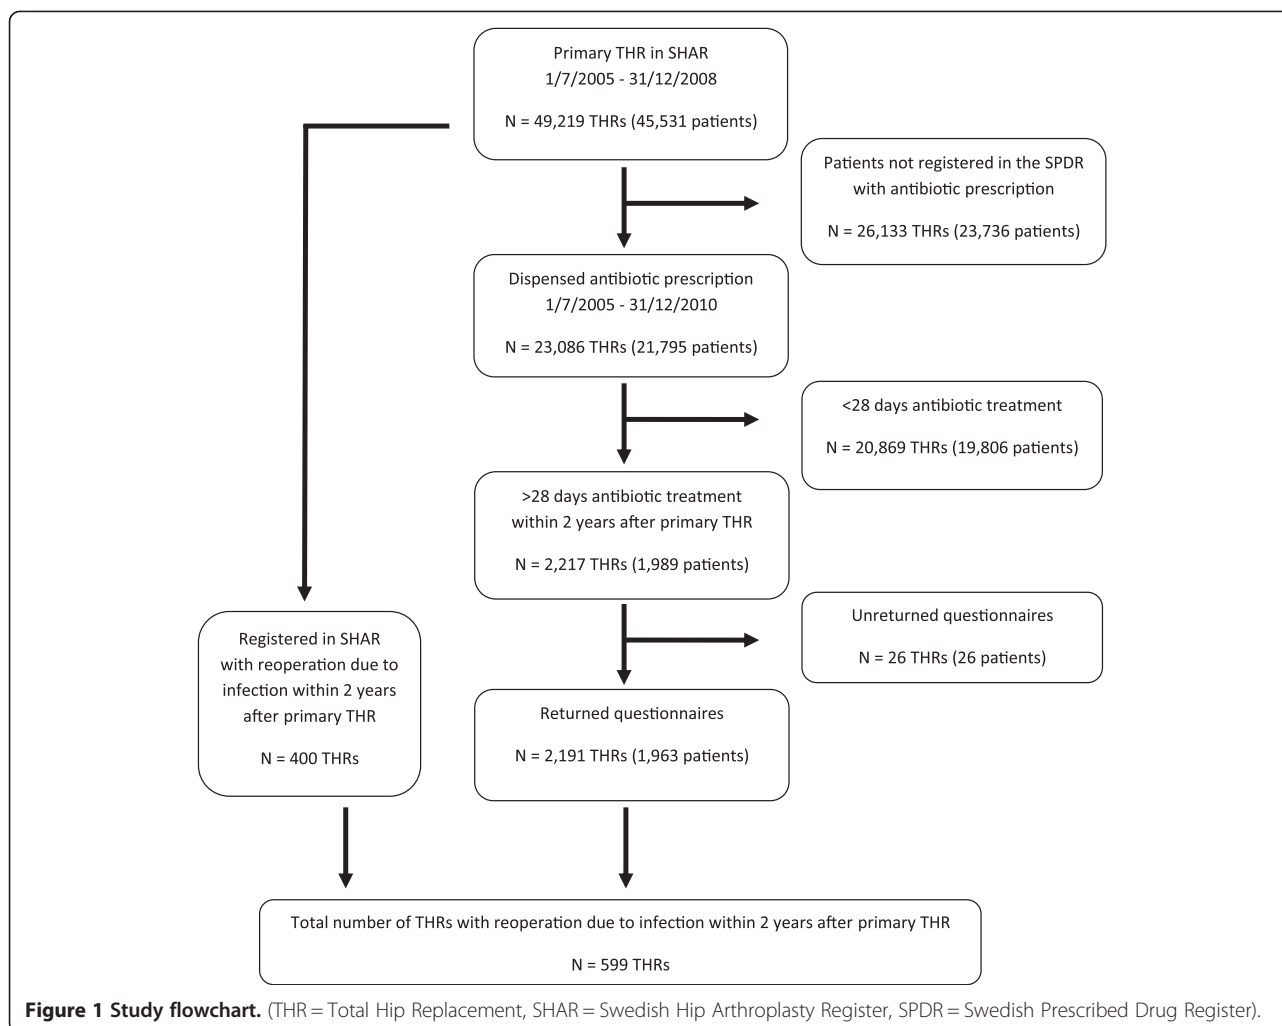 Primary THR in SHAR
1/7/2005 - 31/12/2008
N = 49,219 THRs (45,531 patients)
Patients not registered in the SPDR
with antibiotic prescription
N = 26,133 THRs (23,736 patients)
Dispensed antibiotic prescription
1/7/2005 - 31/12/2010
N = 23,086 THRs (21,795 patients)
<28 days antibiotic treatment
N = 20,869 THRs (19,806 patients)
>28 days antibiotic treatment
within 2 years after primary THR
N = 2,217 THRs (1,989 patients)
Unreturned questionnaires
N = 26 THRs (26 patients)
Registered in SHAR
with reoperation due to
infection within 2 years
after primary THR
N = 400 THRs
Returned questionnaires
N = 2,191 THRs (1,963 patients)
Total number of THRs with reoperation due to infection within 2 years after primary THR
N = 599 THRs
Figure 1 Study flowchart. (THR = Total Hip Replacement, SHAR = Swedish Hip Arthroplasty Register, SPDR = Swedish Prescribed Drug Register).